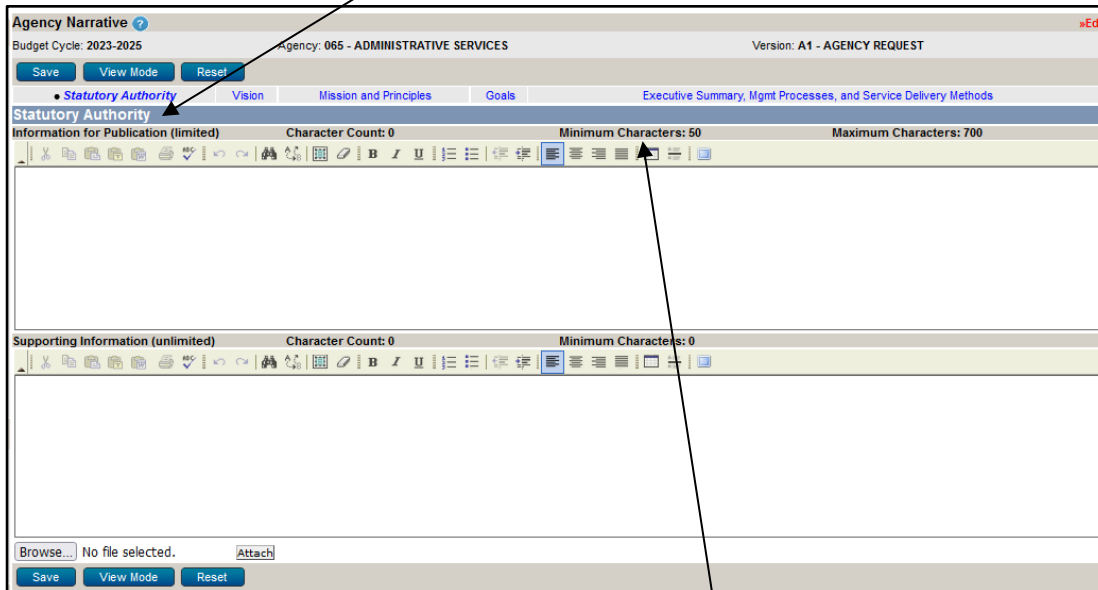 Agency Narrative ? »Ed
Budget Cycle: 2023-2025 Agency: 065 - ADMINISTRATIVE SERVICES Version: A1 - AGENCY REQUEST
Save View Mode Reset
• Statutory Authority Vision Mission and Principles Goals Executive Summary, Mgmt Processes, and Service Delivery Methods
Statutory Authority
Information for Publication (limited) Character Count: 0 Minimum Characters: 50 Maximum Characters: 700
B I U
Supporting Information (unlimited) Character Count: 0 Minimum Characters: 0
B I U
Browse... No file selected. Attach
Save View Mode Reset